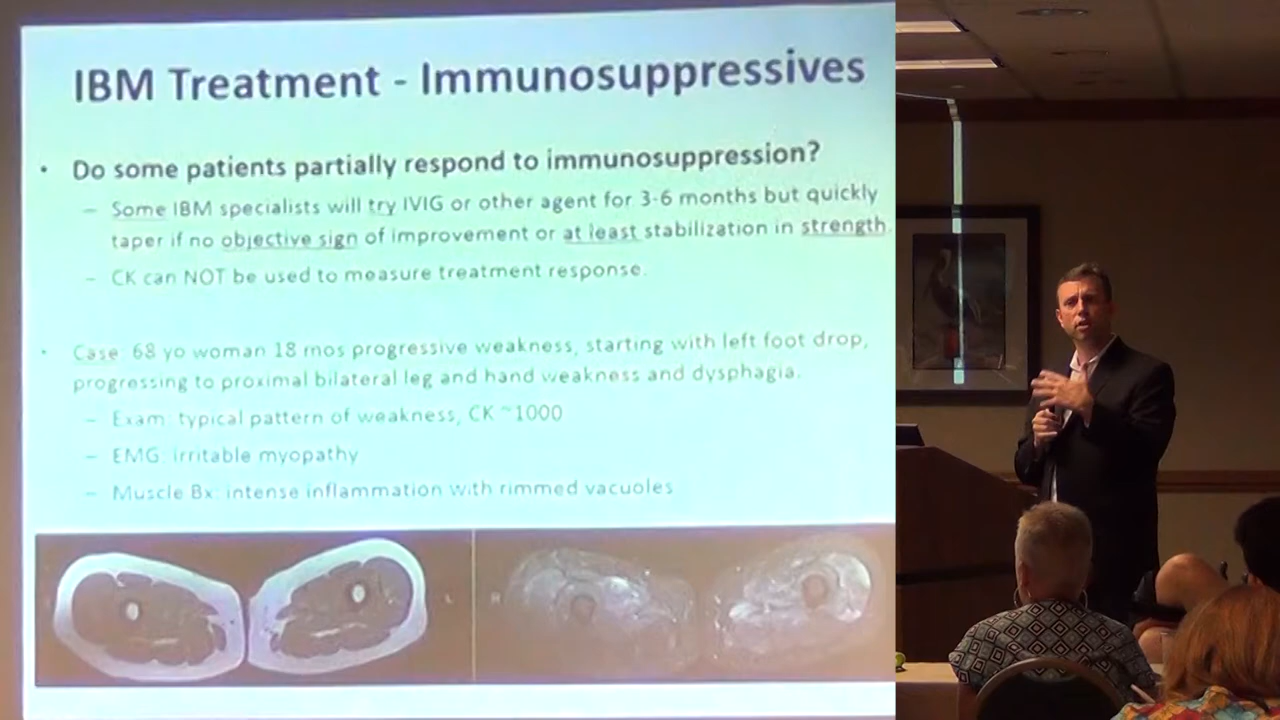 IBM Treatment - Immunosuppressives
• Do some patients partially respond to immunosuppression?
– Some IBM specialists will try IVIG or other agent for 3-6 months but quickly
taper if no objective sign of improvement or at least stabilization in strength.
– CK can NOT be used to measure treatment response.
• Case: 68 yo woman 18 mos progressive weakness, starting with left foot drop,
progressing to proximal bilateral leg and hand weakness and dysphagia.
– Exam: typical pattern of weakness, CK ~1000
– EMG: irritable myopathy
– Muscle Bx: intense inflammation with rimmed vacuoles
L R